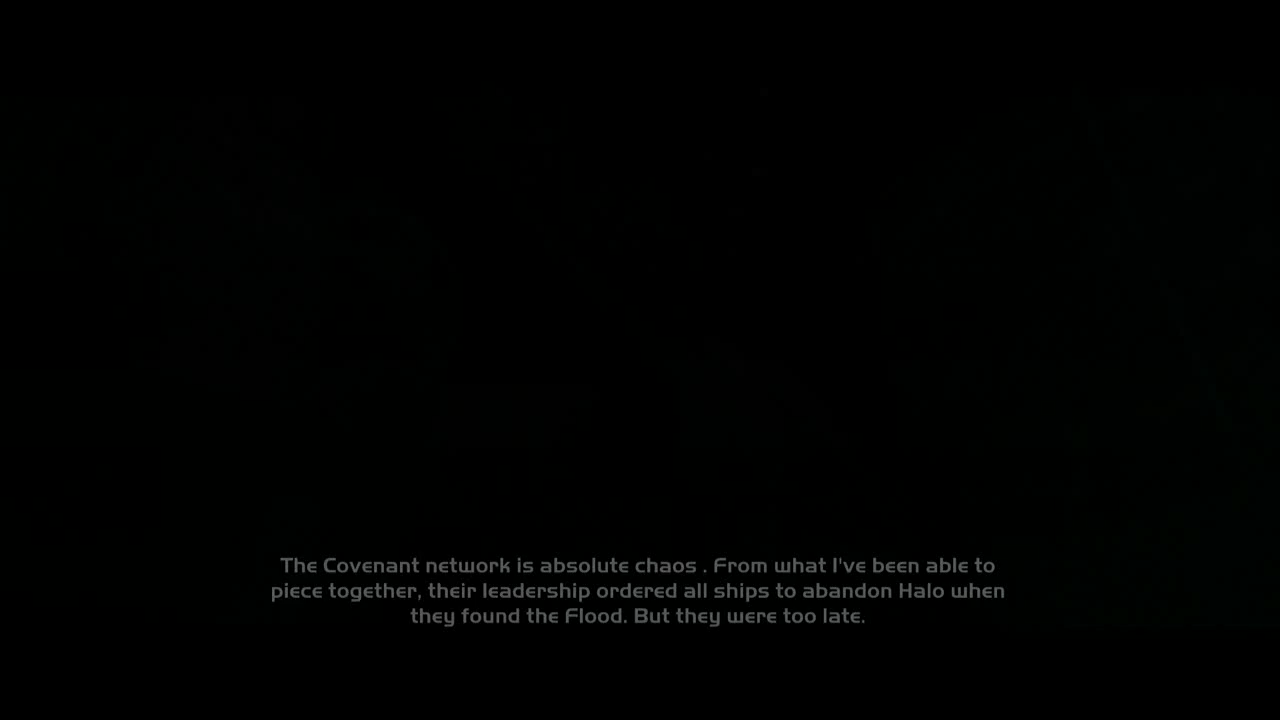 The Covenant network is absolute chaos . From what I've been able to
piece together, their leadership ordered all ships to abandon Halo when
they found the Flood. But they were too late.